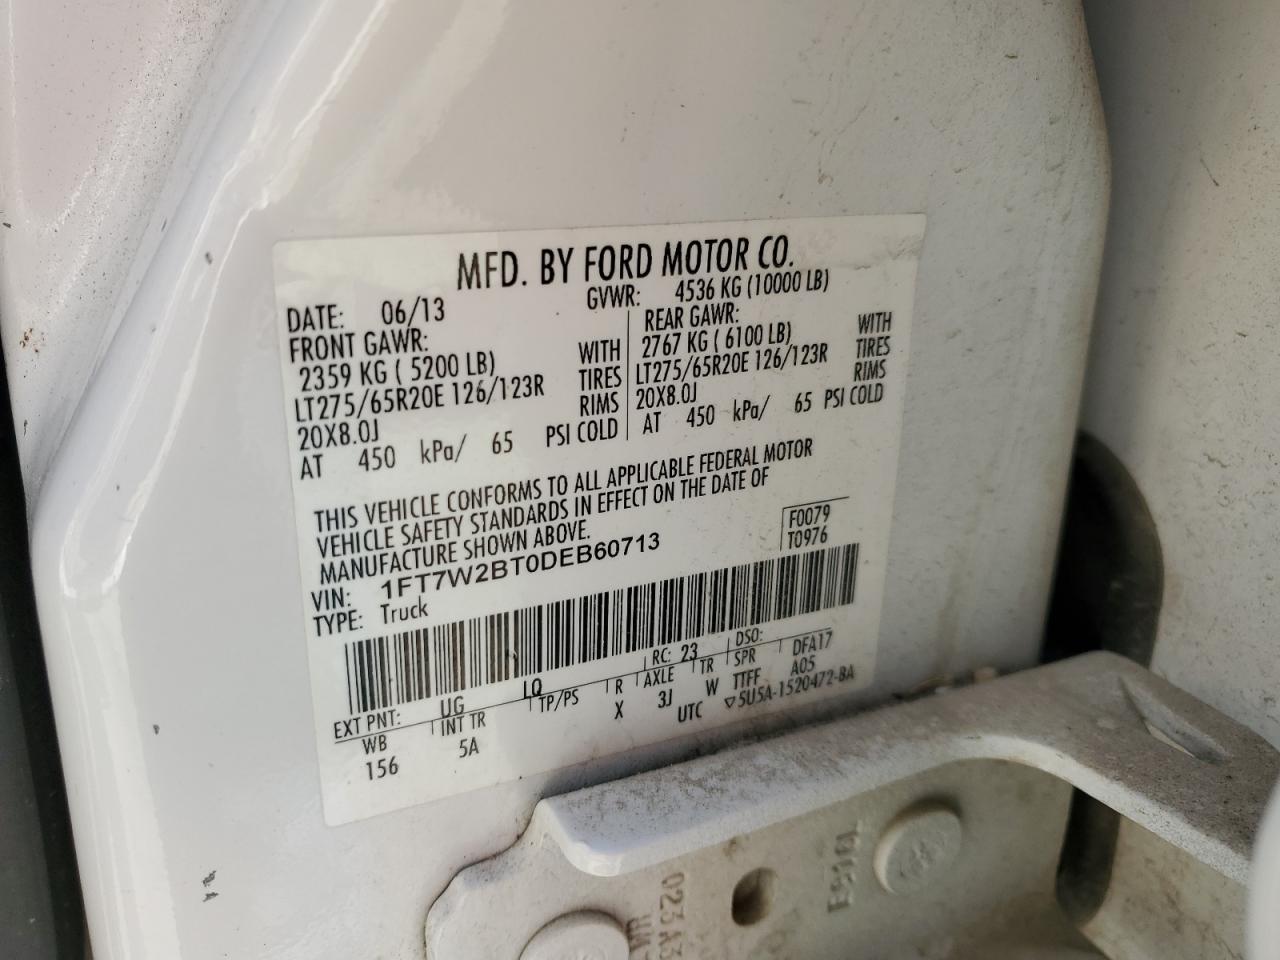 MFD. BY FORD MOTOR CO.
DATE: 06/13 GVWR: 4536 KG (10000 LB)
FRONT GAWR: REAR GAWR:
2359 KG ( 5200 LB) WITH 2767 KG ( 6100 LB) WITH
LT275/65R20E 126/123R TIRES LT275/65R20E 126/123R TIRES
20X8.0J RIMS 20X8.0J RIMS
AT 450 kPa/ 65 PSI COLD AT 450 kPa/ 65 PSI COLD
THIS VEHICLE CONFORMS TO ALL APPLICABLE FEDERAL MOTOR
VEHICLE SAFETY STANDARDS IN EFFECT ON THE DATE OF
MANUFACTURE SHOWN ABOVE.
VIN: 1FT7W2BT0DEB60713
F0079
T0976
TYPE: Truck
EXT PNT: UG LQ RC: 23 DSO:
WB INT TR TP/PS R AXLE TR SPR DFA17
156 5A X 3J W TTFF A05
UTC ▽5U5A-1520472-BA